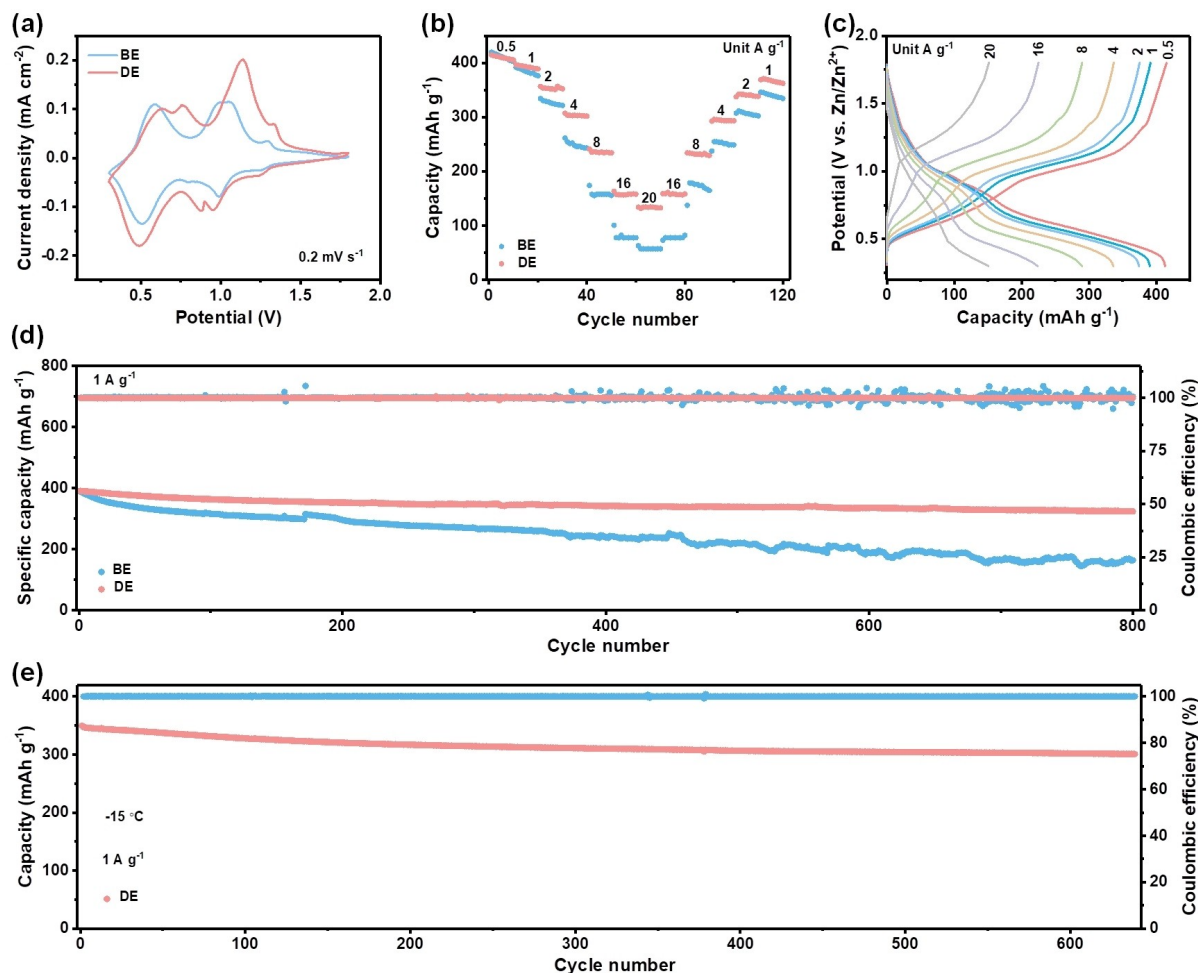 (a)
BE
DE
0.2 mV s-1
Current density (mA cm-2)
0.2
0.1
0.0
-0.1
-0.2
0.5
1.0
1.5
2.0
Potential (V)
(b)
Unit A g-1
0.5
1
2
4
8
16
20
16
8
4
2
1
BE
DE
Capacity (mAh g-1)
400
300
200
100
0
0
40
80
120
Cycle number
(c)
Unit A g-1
20
16
8
4
2
1
0.5
Potential (V vs. Zn/Zn2+)
2.0
1.5
1.0
0.5
0
100
200
300
400
Capacity (mAh g-1)
(d)
1 A g-1
BE
DE
Specific capacity (mAh g-1)
800
600
400
200
0
Coulombic efficiency (%)
100
75
50
25
0
0
200
400
600
800
Cycle number
(e)
-15 °C
1 A g-1
DE
Capacity (mAh g-1)
400
300
200
100
0
Coulombic efficiency (%)
100
80
60
40
20
0
0
100
200
300
400
500
600
Cycle number